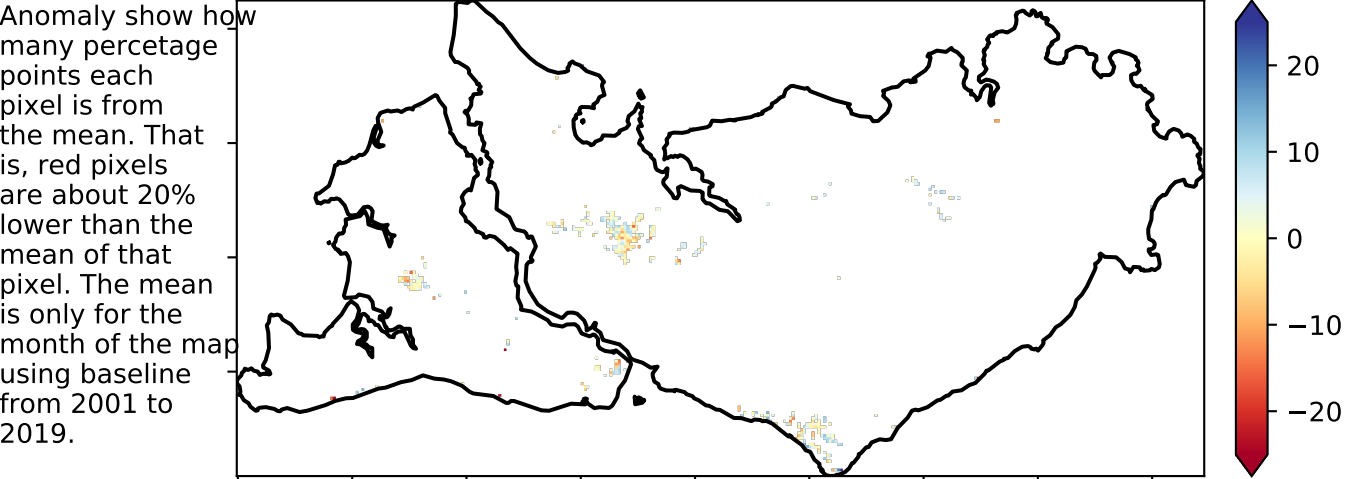 Anomaly show how
many percetage
points each
pixel is from
the mean. That
is, red pixels
are about 20%
lower than the
mean of that
pixel. The mean
is only for the
month of the map
using baseline
from 2001 to
2019.
20
10
0
−10
−20